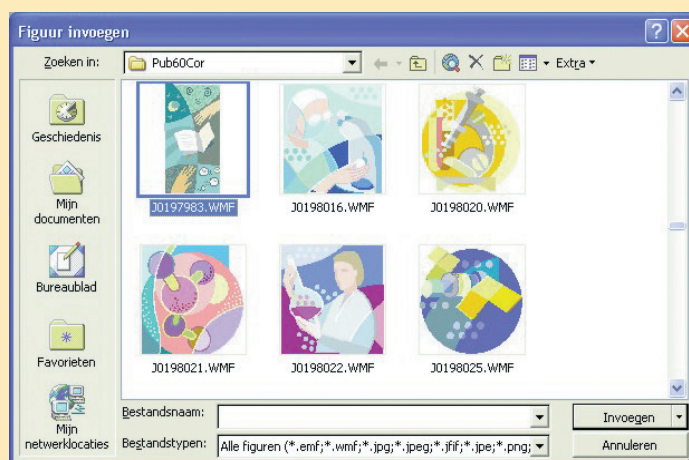 Figuur invoegen
Zoeken in: Pub60Cor Extra
Geschiedenis
Mijn
documenten
Bureaublad
Favorieten
Mijn
netwerklocaties
J0197983.WMF J0198016.WMF J0198020.WMF
J0198021.WMF J0198022.WMF J0198025.WMF
Bestandsnaam: Invoegen
Bestandstypen: Alle figuren (*.emf;*.wmf;*.jpg;*.jpeg;*.jfif;*.jpe;*.png; Annuleren